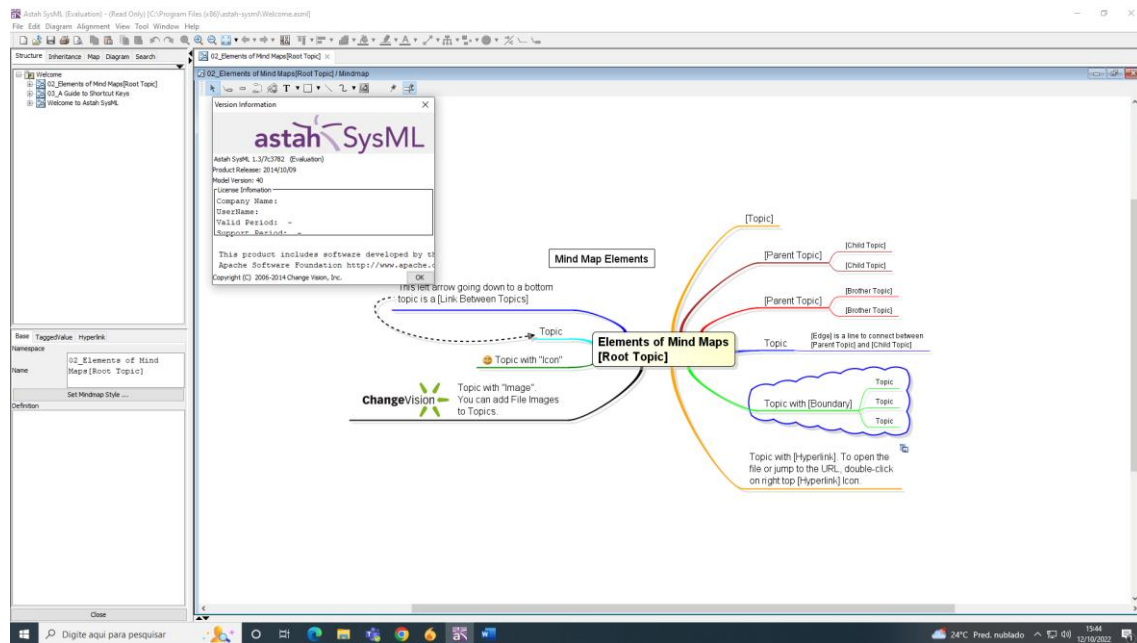 Astah SysML (Evaluation) - (Read Only) [C:\Program Files (x86)\astah-sysml\Welcome.asml]
File Edit Diagram Alignment View Tool Window Help
Structure Inheritance Map Diagram Search
02_Elements of Mind Maps[Root Topic]
Welcome
02_Elements of Mind Maps[Root Topic]
03_A Guide to Shortcut Keys
Welcome to Astah SysML
02_Elements of Mind Maps[Root Topic] / Mindmap
T
Version Information
astah SysML
Astah SysML 1.3/7c3782 (Evaluation)
Product Release: 2014/10/09
Model Version: 40
License Infomation
Company Name:
UserName:
Valid Period: -
Support Period: -
This product includes software developed by th
Apache Software Foundation http://www.apache.o
Copyright (C) 2006-2014 Change Vision, Inc.
OK
Mind Map Elements
This left arrow going down to a bottom
topic is a [Link Between Topics]
Topic
Topic with "Icon"
ChangeVision
Topic with "Image".
You can add File Images
to Topics.
Elements of Mind Maps
[Root Topic]
[Topic]
[Parent Topic]
[Child Topic]
[Child Topic]
[Parent Topic]
[Brother Topic]
[Brother Topic]
Topic
[Edge] is a line to connect between
[Parent Topic] and [Child Topic]
Topic with [Boundary]
Topic
Topic
Topic
Topic with [Hyperlink]. To open the
file or jump to the URL, double-click
on right top [Hyperlink] Icon.
Base TaggedValue Hyperlink
Namespace
Name
02_Elements of Mind
Maps[Root Topic]
Set Mindmap Style ...
Definition
Close
Digite aqui para pesquisar
24°C Pred. nublado
15:44
12/10/2022